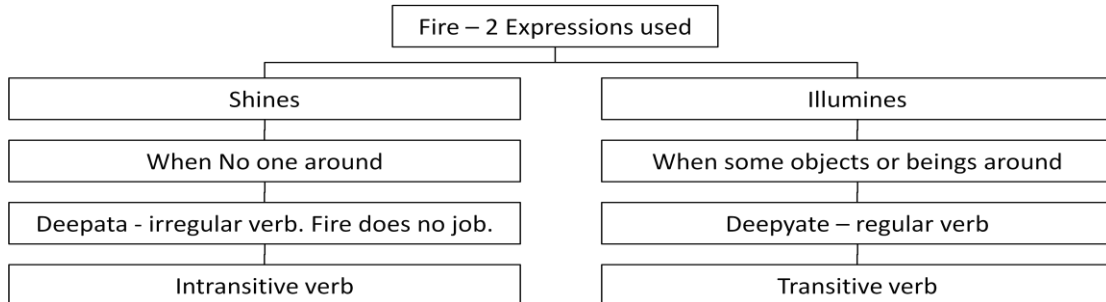 Fire – 2 Expressions used
Shines
When No one around
Deepata - irregular verb. Fire does no job.
Intransitive verb
Illumines
When some objects or beings around
Deepyate – regular verb
Transitive verb